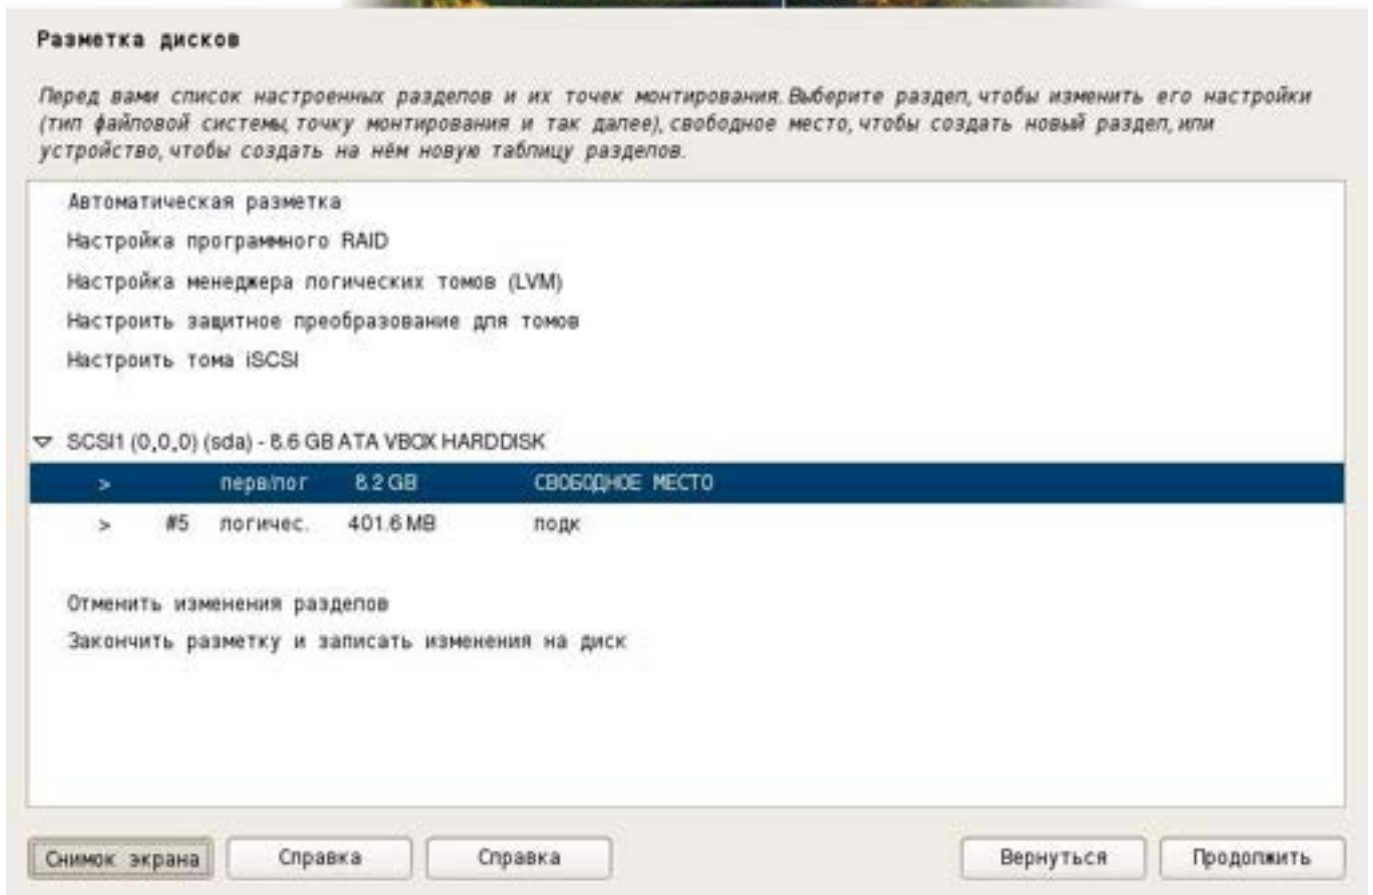 Разметка дисков
Перед вами список настроенных разделов и их точек монтирования. Выберите раздел, чтобы изменить его настройки
(тип файловой системы, точку монтирования и так далее), свободное место, чтобы создать новый раздел, или
устройство, чтобы создать на нём новую таблицу разделов.
Автоматическая разметка
Настройка программного RAID
Настройка менеджера логических томов (LVM)
Настроить защитное преобразование для томов
Настроить тома iSCSI
SCSI1 (0,0,0) (sda) - 8.6 GB ATA VBOX HARDDISK
> перв/лог 8.2 GB СВОБОДНОЕ МЕСТО
> #5 логичес. 401.6 MB подк
Отменить изменения разделов
Закончить разметку и записать изменения на диск
Снимок экрана Справка Справка Вернуться Продолжить